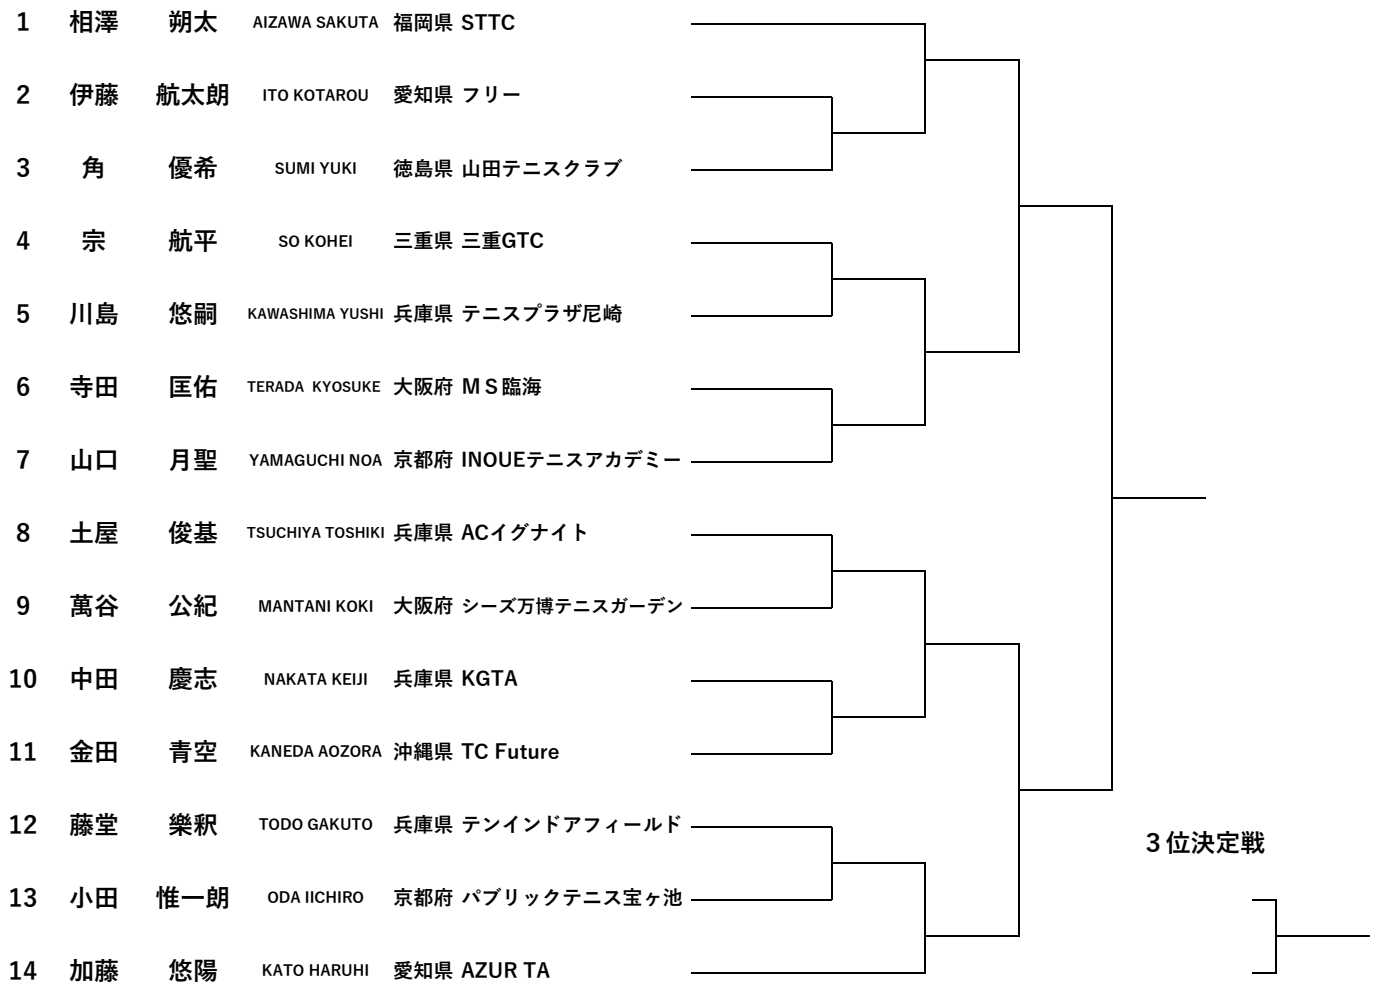 1 相澤 朔太 AIZAWA SAKUTA 福岡県 STTC
2 伊藤 航太朗 ITO KOTAROU 愛知県 フリー
3 角 優希 SUMI YUKI 徳島県 山田テニスクラブ
4 宗 航平 SO KOHEI 三重県 三重GTC
5 川島 悠嗣 KAWASHIMA YUSHI 兵庫県 テニスプラザ尼崎
6 寺田 匡佑 TERADA KYOSUKE 大阪府 ＭＳ臨海
7 山口 月聖 YAMAGUCHI NOA 京都府 INOUEテニスアカデミー
8 土屋 俊基 TSUCHIYA TOSHIKI 兵庫県 ACイグナイト
9 萬谷 公紀 MANTANI KOKI 大阪府 シーズ万博テニスガーデン
10 中田 慶志 NAKATA KEIJI 兵庫県 KGTA
11 金田 青空 KANEDA AOZORA 沖縄県 TC Future
12 藤堂 樂釈 TODO GAKUTO 兵庫県 テンインドアフィールド
３位決定戦
13 小田 惟一朗 ODA IICHIRO 京都府 パブリックテニス宝ヶ池
14 加藤 悠陽 KATO HARUHI 愛知県 AZUR TA